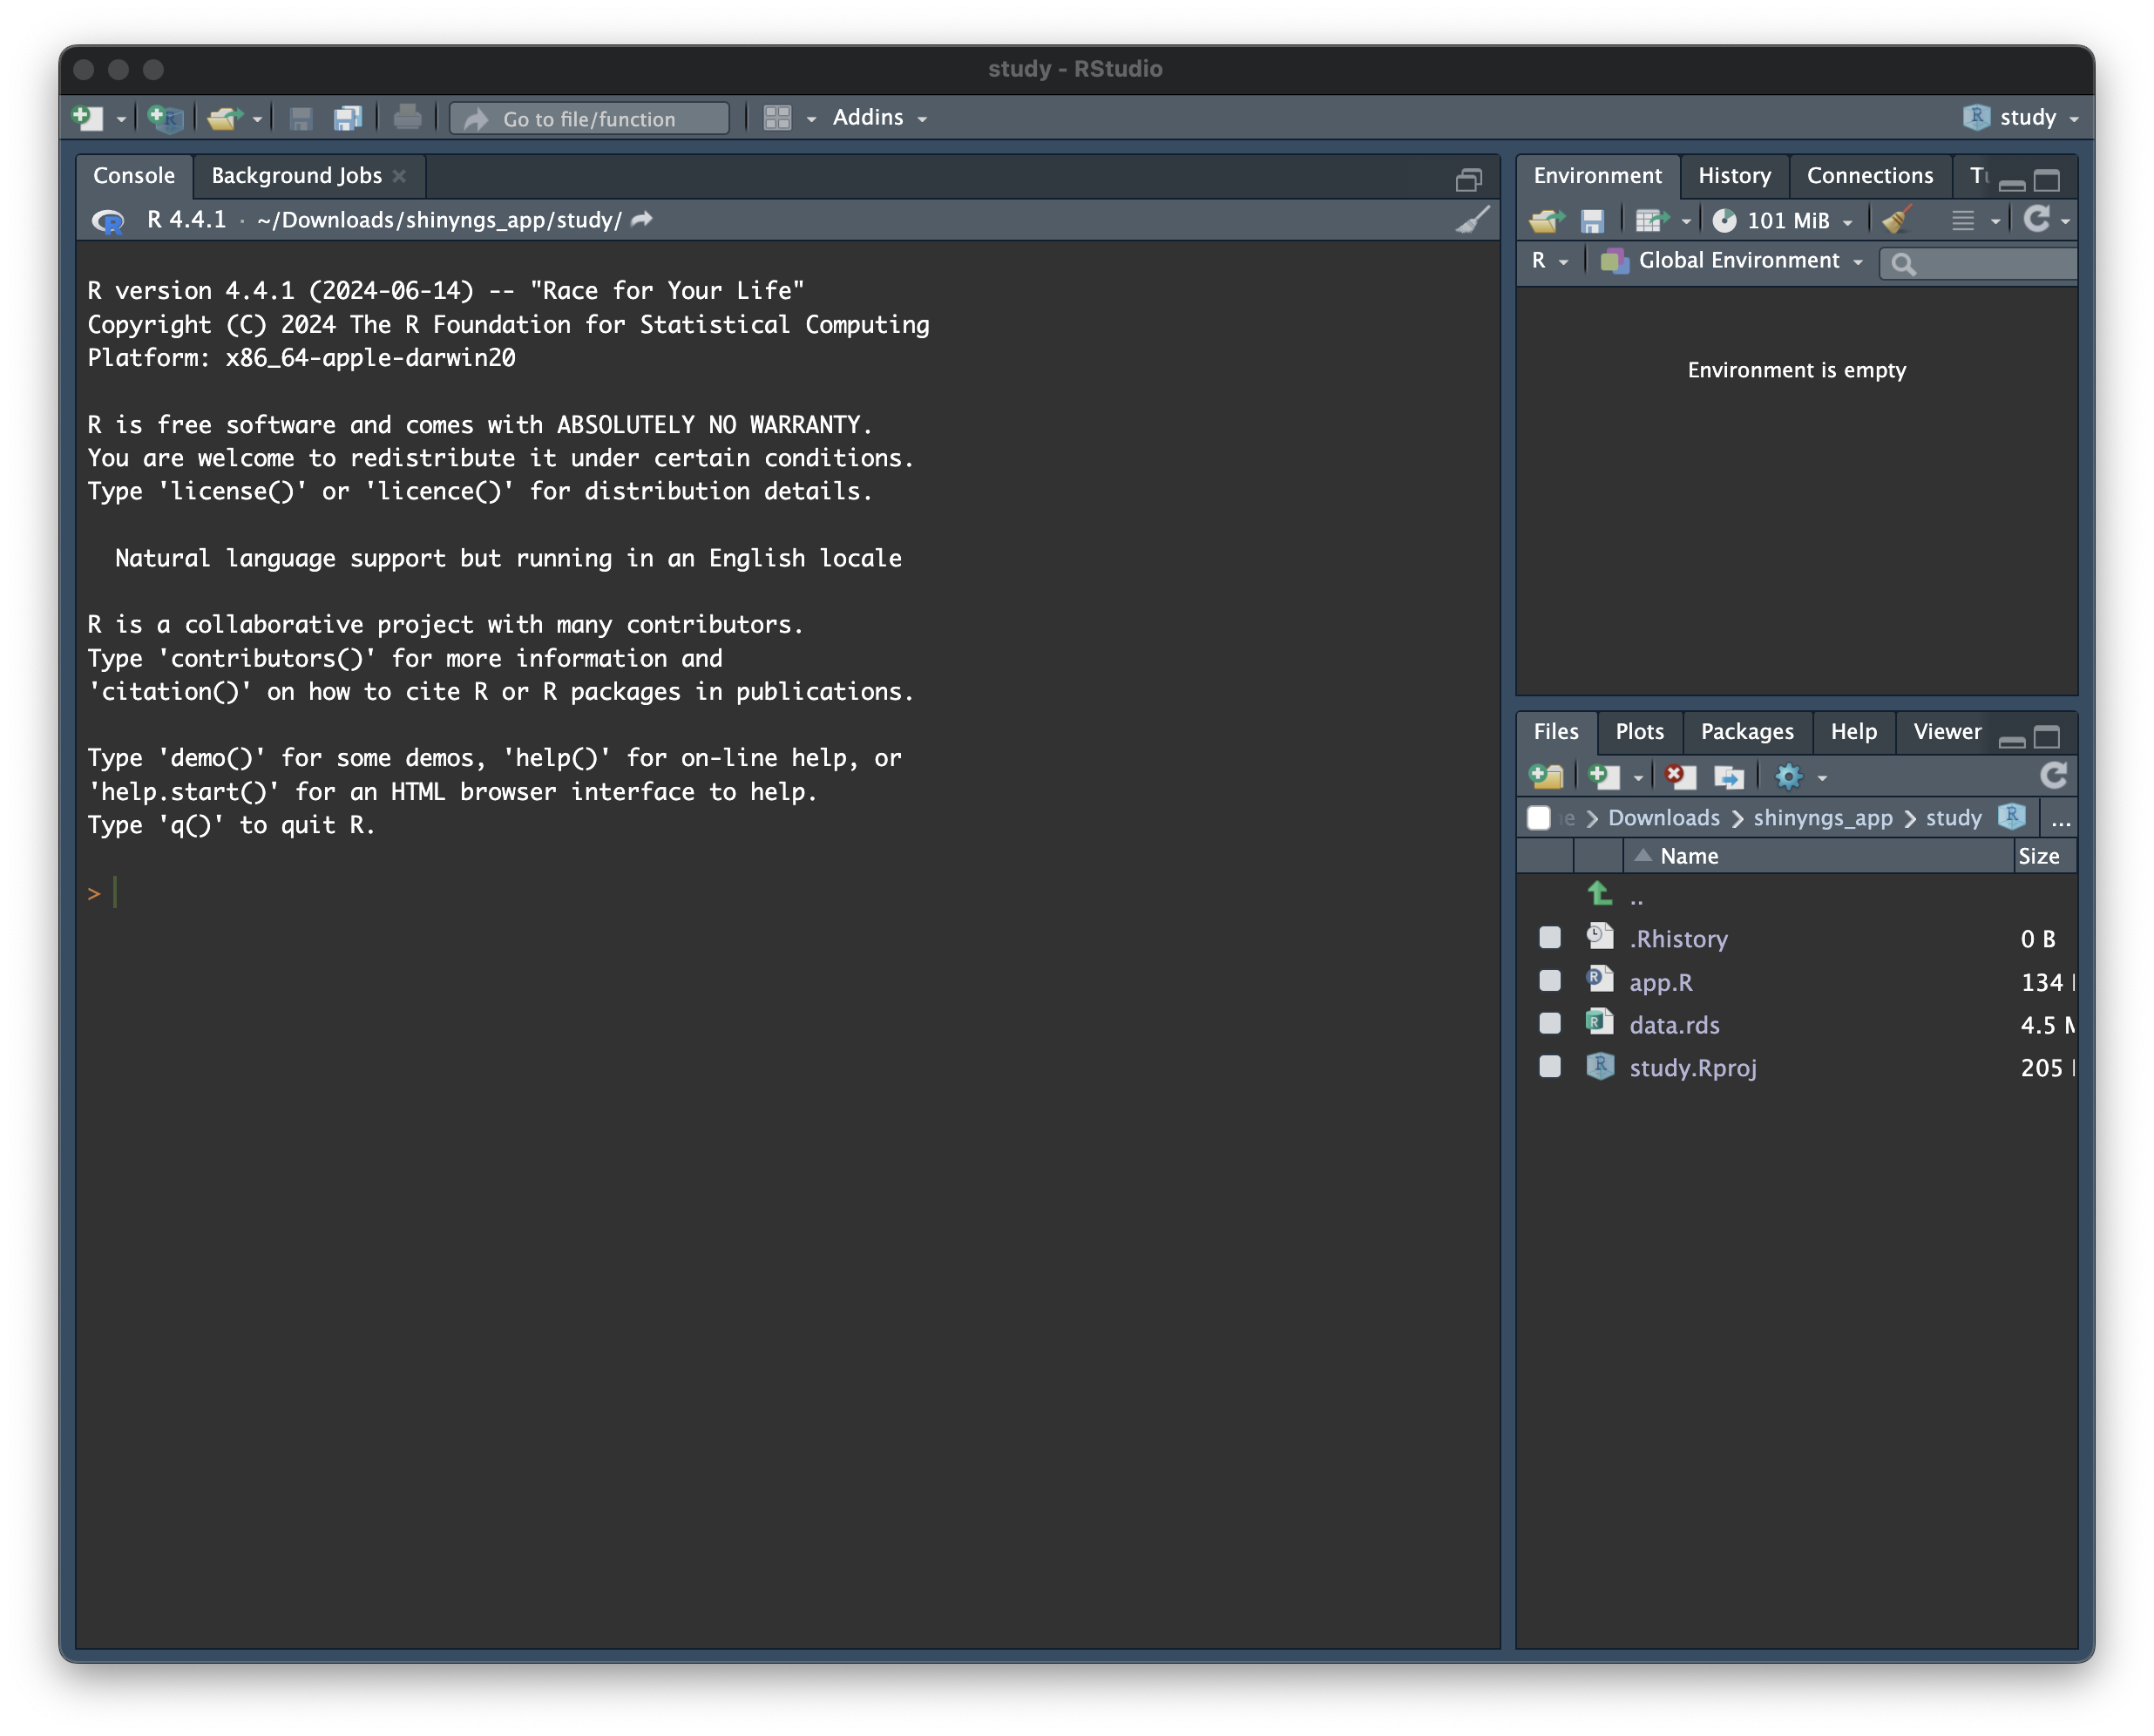 study - RStudio
Go to file/function
Addins
study
Console
Background Jobs
R 4.4.1 · ~/Downloads/shinyngs_app/study/
R version 4.4.1 (2024-06-14) -- "Race for Your Life"
Copyright (C) 2024 The R Foundation for Statistical Computing
Platform: x86_64-apple-darwin20
R is free software and comes with ABSOLUTELY NO WARRANTY.
You are welcome to redistribute it under certain conditions.
Type 'license()' or 'licence()' for distribution details.
Natural language support but running in an English locale
R is a collaborative project with many contributors.
Type 'contributors()' for more information and
'citation()' on how to cite R or R packages in publications.
Type 'demo()' for some demos, 'help()' for on-line help, or
'help.start()' for an HTML browser interface to help.
Type 'q()' to quit R.
>
Environment
History
Connections
101 MiB
R
Global Environment
Environment is empty
Files
Plots
Packages
Help
Viewer
Downloads
shinyngs_app
study
...
Name
Size
..
.Rhistory
0 B
app.R
134
data.rds
4.5
study.Rproj
205